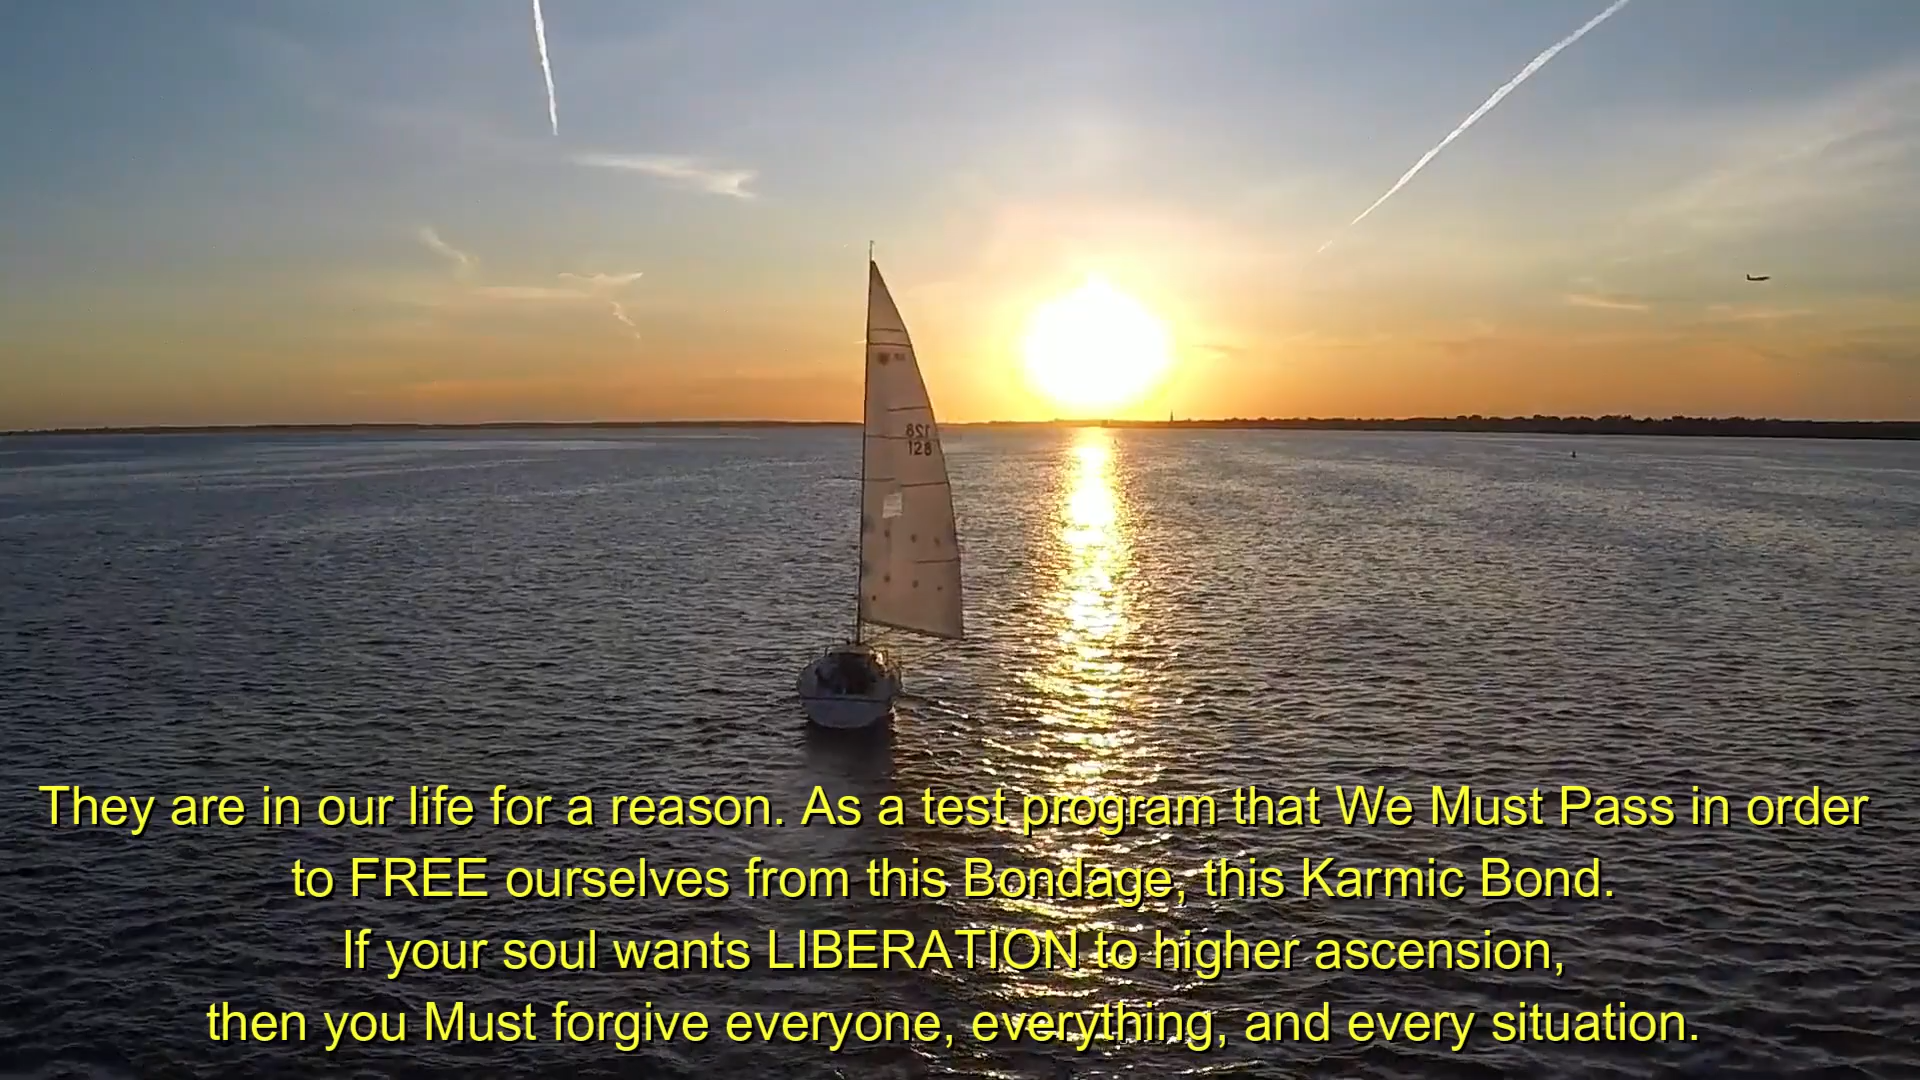 128
128
They are in our life for a reason. As a test program that We Must Pass in order
to FREE ourselves from this Bondage, this Karmic Bond.
If your soul wants LIBERATION to higher ascension,
then you Must forgive everyone, everything, and every situation.